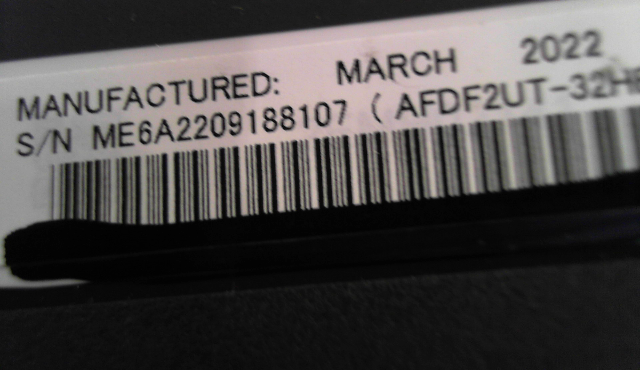 MANUFACTURED: MARCH 2022
S/N ME6A2209188107 ( AFDF2UT-32H